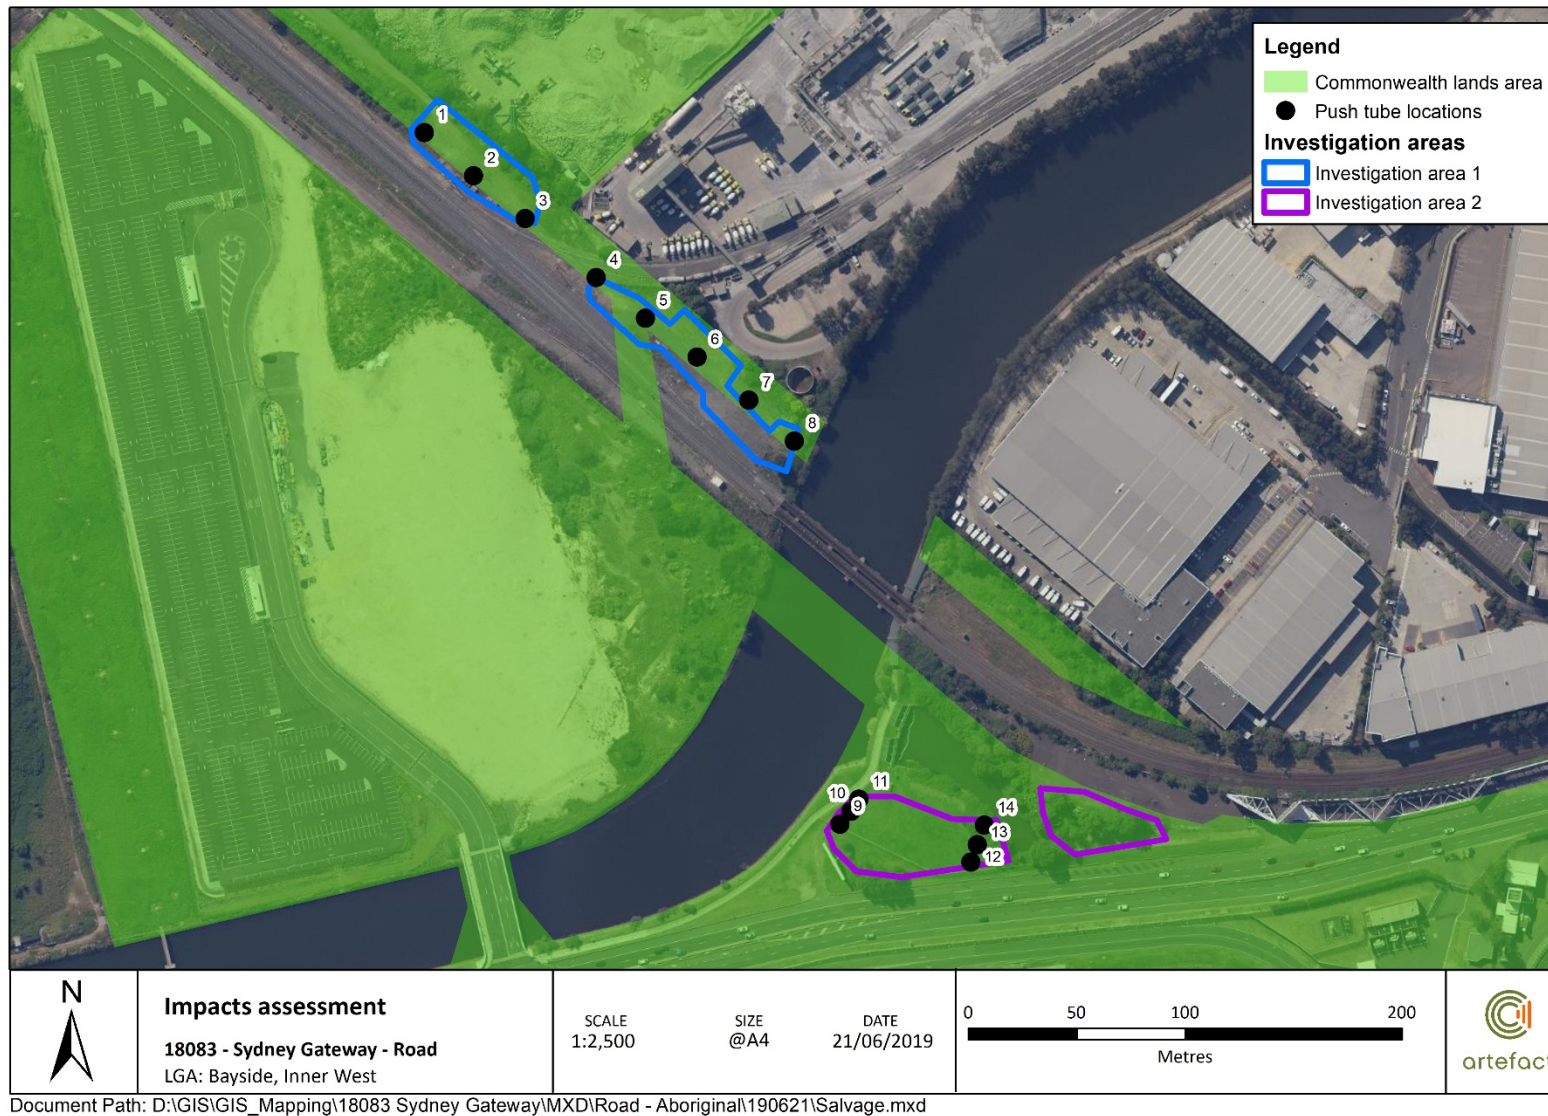 Legend
Commonwealth lands area
Push tube locations
Investigation areas
Investigation area 1
Investigation area 2
1
2
3
4
5
6
7
8
11
10
9
14
13
12
N
Impacts assessment
18083 - Sydney Gateway - Road
LGA: Bayside, Inner West
SCALE
1:2,500
SIZE
@A4
DATE
21/06/2019
0 50 100 200
Metres
artefact
Document Path: D:\GIS\GIS_Mapping\18083 Sydney Gateway\MXD\Road - Aboriginal\190621\Salvage.mxd